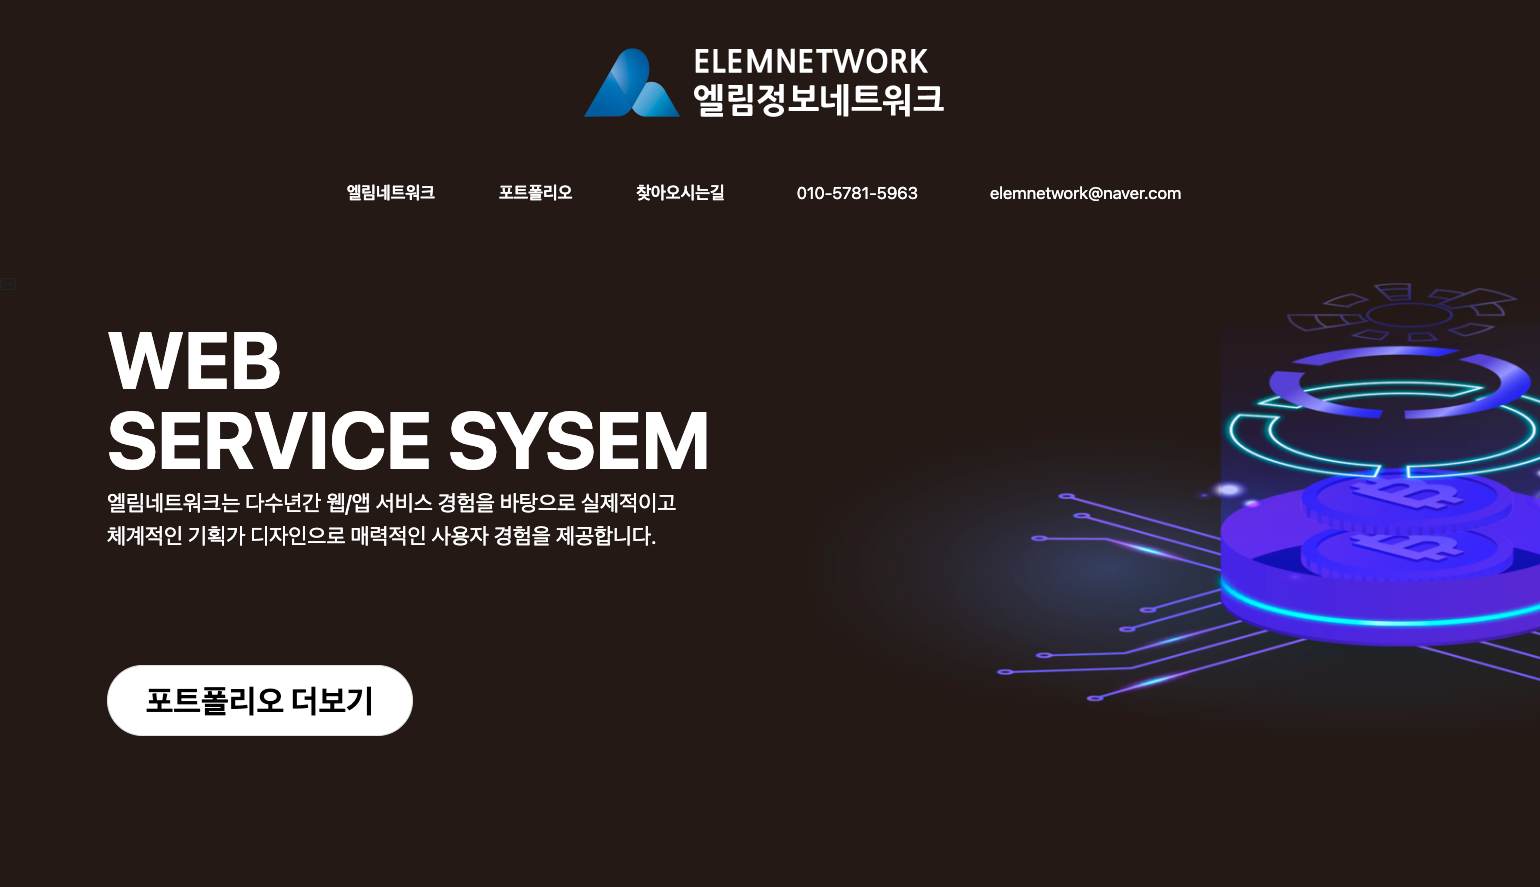 ELEMNETWORK
엘림정보네트워크
엘림네트워크 포트폴리오 찾아오시는길 010-5781-5963 elemnetwork@naver.com
WEB
SERVICE SYSEM
엘림네트워크는 다수년간 웹/앱 서비스 경험을 바탕으로 실제적이고
체계적인 기획가 디자인으로 매력적인 사용자 경험을 제공합니다.
포트폴리오 더보기